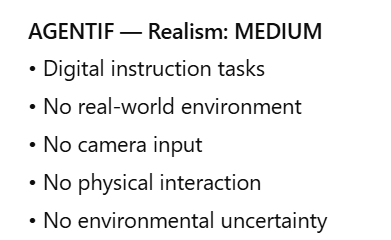 AGENTIF — Realism: MEDIUM
• Digital instruction tasks
• No real-world environment
• No camera input
• No physical interaction
• No environmental uncertainty